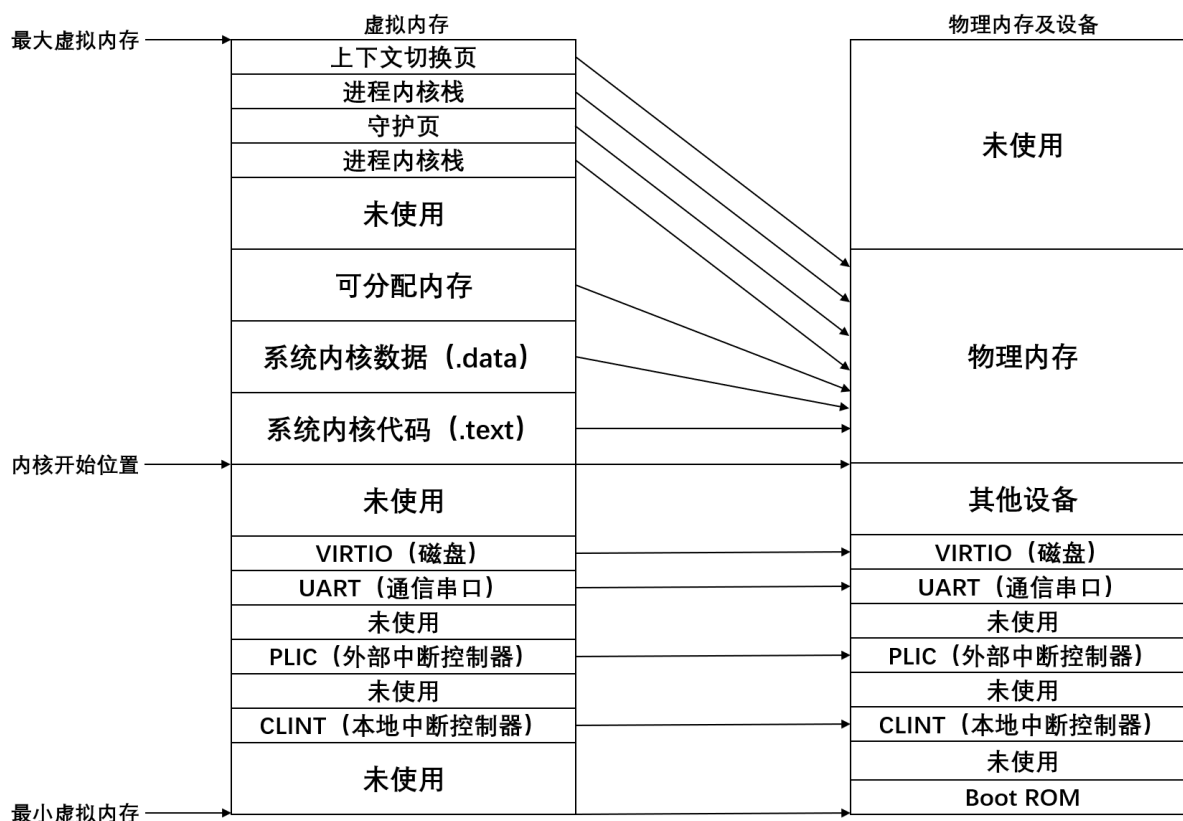 虚拟内存
物理内存及设备
最大虚拟内存
上下文切换页
进程内核栈
守护页
进程内核栈
未使用
可分配内存
系统内核数据（.data）
系统内核代码（.text）
内核开始位置
未使用
VIRTIO（磁盘）
UART（通信串口）
未使用
PLIC（外部中断控制器）
未使用
CLINT（本地中断控制器）
未使用
最小虚拟内存
未使用
物理内存
其他设备
VIRTIO（磁盘）
UART（通信串口）
未使用
PLIC（外部中断控制器）
未使用
CLINT（本地中断控制器）
未使用
Boot ROM